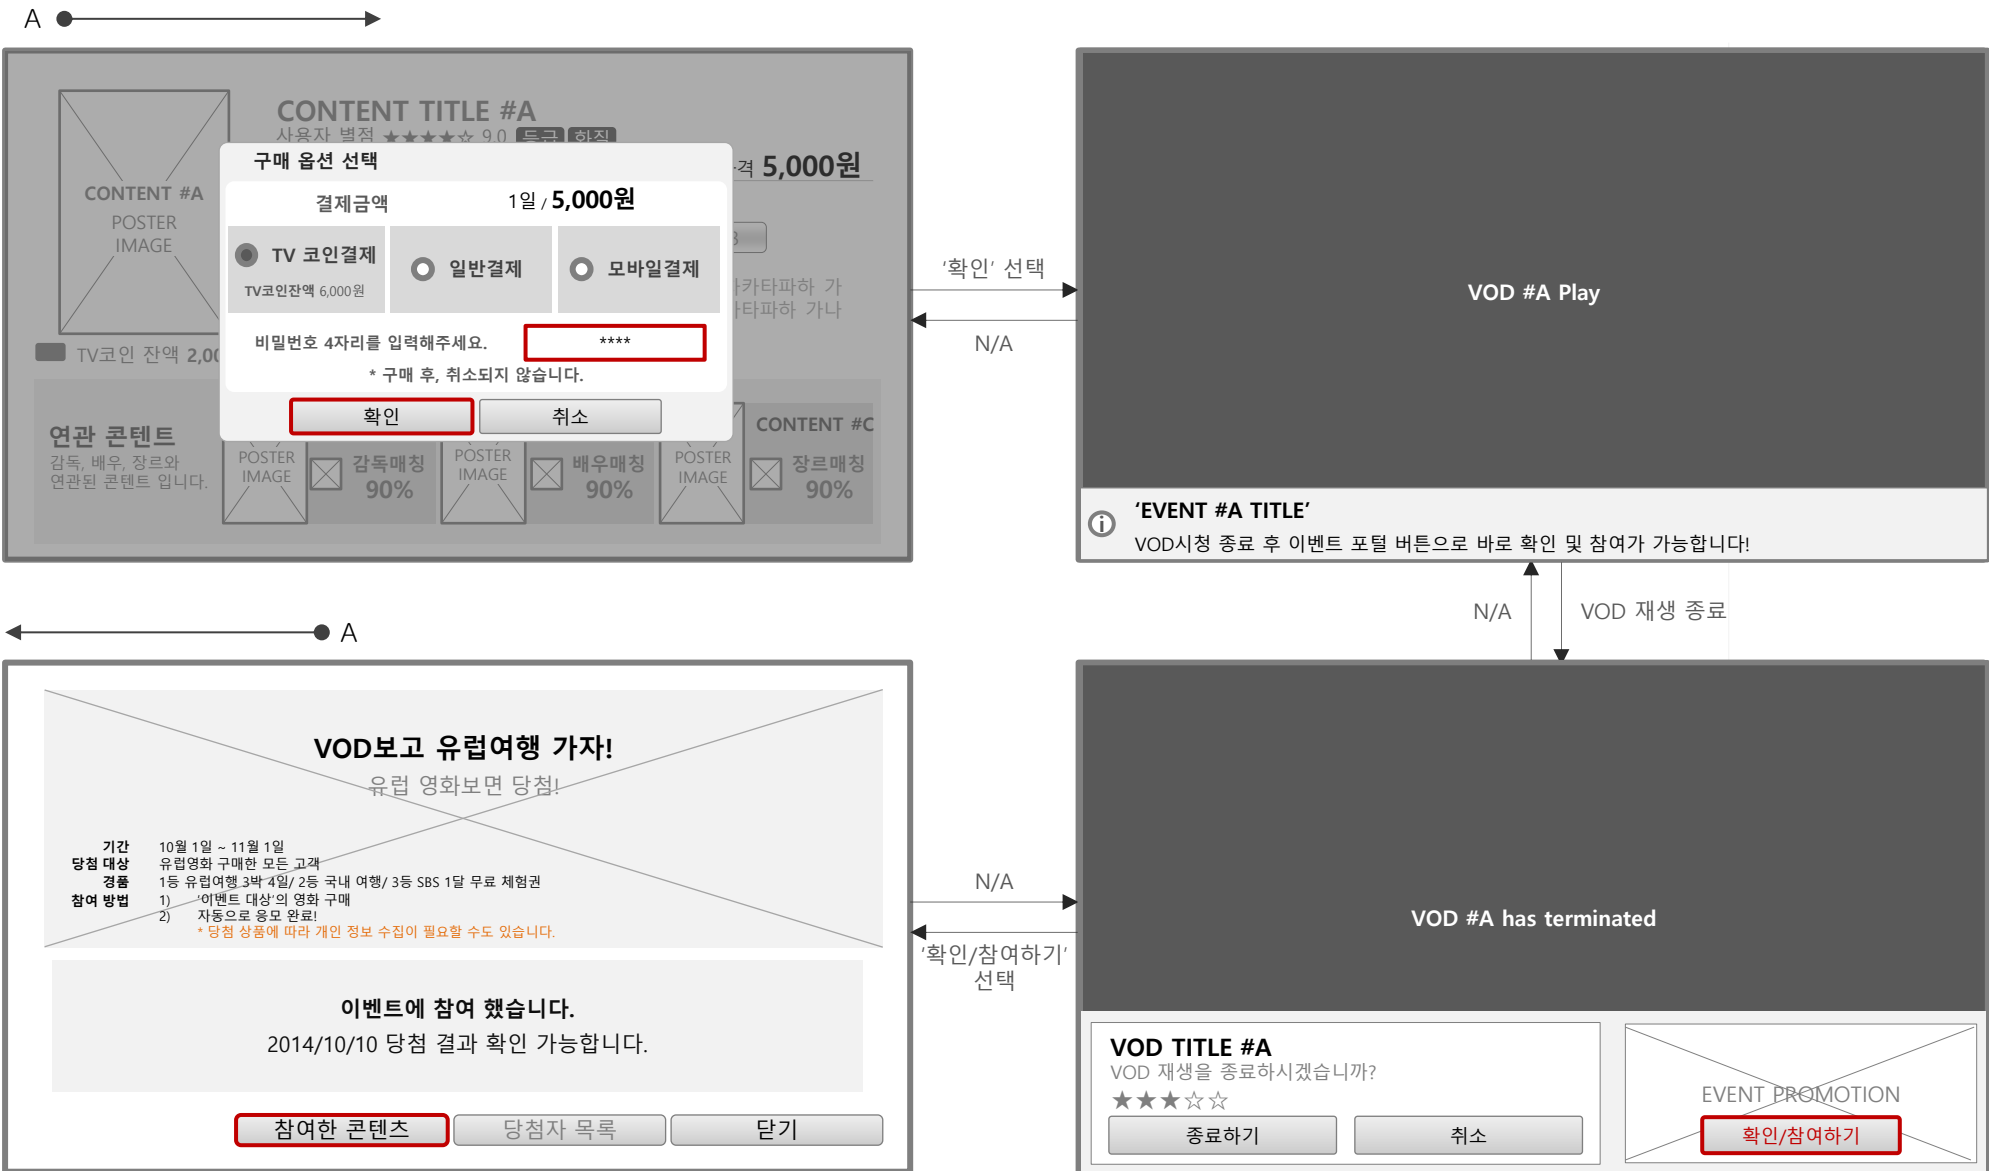 A
CONTENT TITLE #A
사용자 별점 ★★★★☆ 9.0 등급 화질
CONTENT #A
POSTER
IMAGE
격 5,000원
구매 옵션 선택
결제금액 1일 / 5,000원
TV 코인결제
TV코인잔액 6,000원
일반결제
모바일결제
비밀번호 4자리를 입력해주세요. ****
* 구매 후, 취소되지 않습니다.
확인 취소
카타파하 가
타파하 가나
TV코인 잔액 2,00
연관 콘텐트
감독, 배우, 장르와
연관된 콘텐트 입니다.
POSTER
IMAGE
감독매칭
90%
POSTER
IMAGE
배우매칭
90%
POSTER
IMAGE
CONTENT #C
장르매칭
90%
‘확인’ 선택
N/A
VOD #A Play
‘EVENT #A TITLE’
VOD시청 종료 후 이벤트 포털 버튼으로 바로 확인 및 참여가 가능합니다!
N/A
VOD 재생 종료
A
VOD보고 유럽여행 가자!
유럽 영화보면 당첨!
기간 10월 1일 ~ 11월 1일
당첨 대상 유럽영화 구매한 모든 고객
경품 1등 유럽여행 3박 4일/ 2등 국내 여행/ 3등 SBS 1달 무료 체험권
참여 방법 1) ‘이벤트 대상’의 영화 구매
2) 자동으로 응모 완료!
* 당첨 상품에 따라 개인 정보 수집이 필요할 수도 있습니다.
이벤트에 참여 했습니다.
2014/10/10 당첨 결과 확인 가능합니다.
참여한 콘텐츠 당첨자 목록 닫기
N/A
‘확인/참여하기’
선택
VOD #A has terminated
VOD TITLE #A
VOD 재생을 종료하시겠습니까?
★★★☆☆
종료하기 취소
EVENT PROMOTION
확인/참여하기